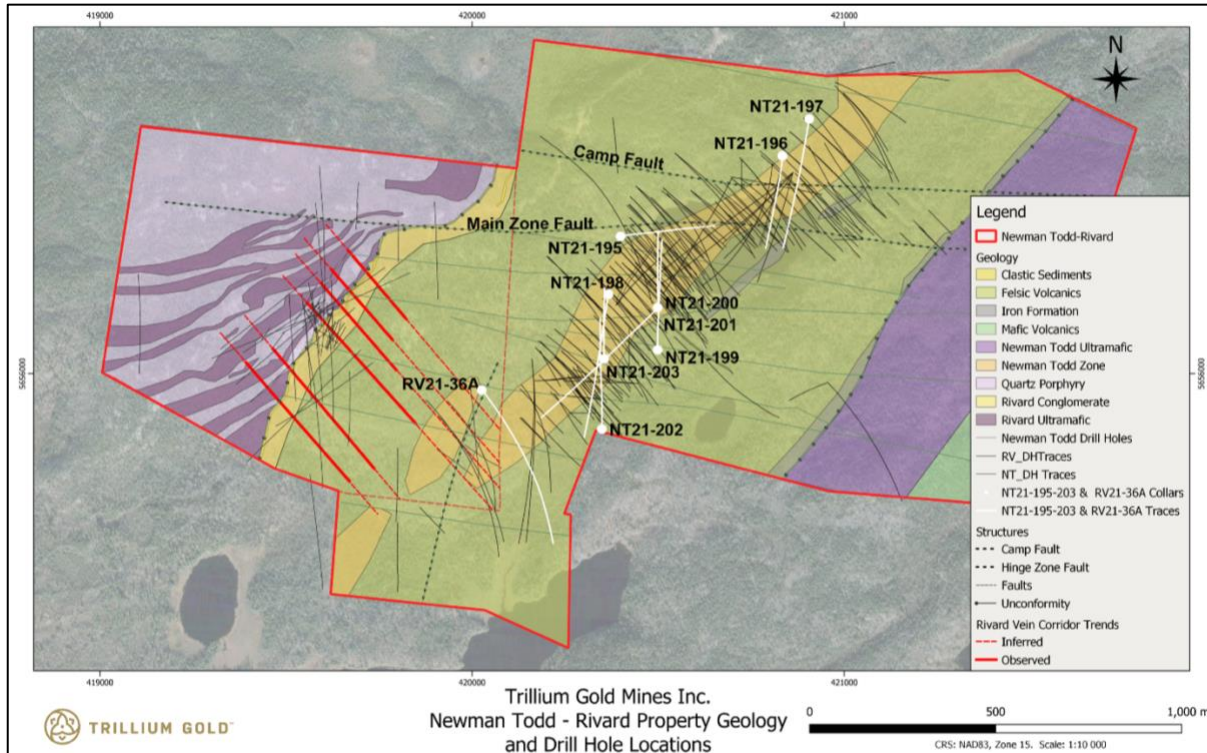 419000
420000
421000
N
NT21-197
NT21-196
Camp Fault
Main Zone Fault
NT21-195
NT21-198
NT21-200
NT21-201
NT21-199
NT21-203
RV21-36A
NT21-202
5656000
5656000
Legend
Newman Todd-Rivard
Geology
Clastic Sediments
Felsic Volcanics
Iron Formation
Mafic Volcanics
Newman Todd Ultramafic
Newman Todd Zone
Quartz Porphyry
Rivard Conglomerate
Rivard Ultramafic
Newman Todd Drill Holes
RV_DHTraces
NT_DH Traces
NT21-195-203 & RV21-36A Collars
NT21-195-203 & RV21-36A Traces
Structures
Camp Fault
Hinge Zone Fault
Faults
Unconformity
Rivard Vein Corridor Trends
Inferred
Observed
419000
420000
421000
TRILLIUM GOLD™
Trillium Gold Mines Inc.
Newman Todd - Rivard Property Geology
and Drill Hole Locations
0 500 1,000 m
CRS: NAD83, Zone 15. Scale: 1:10 000